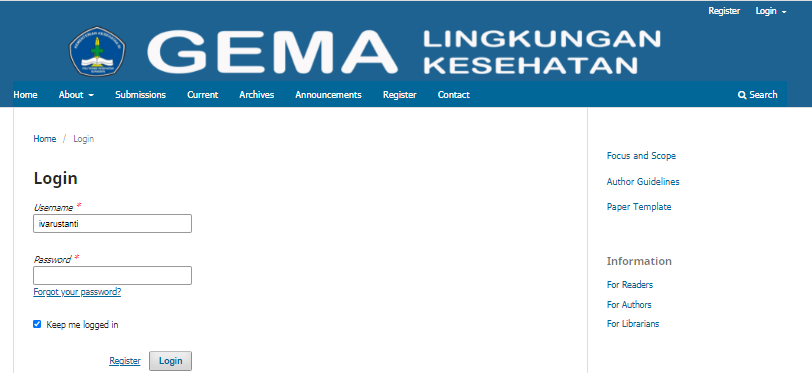 Register Login
GEMA LINGKUNGAN
KESEHATAN
Home About Submissions Current Archives Announcements Register Contact Search
Home / Login
Login
Username *
ivarustanti
Password *
Forgot your password?
Keep me logged in
Register Login
Focus and Scope
Author Guidelines
Paper Template
Information
For Readers
For Authors
For Librarians